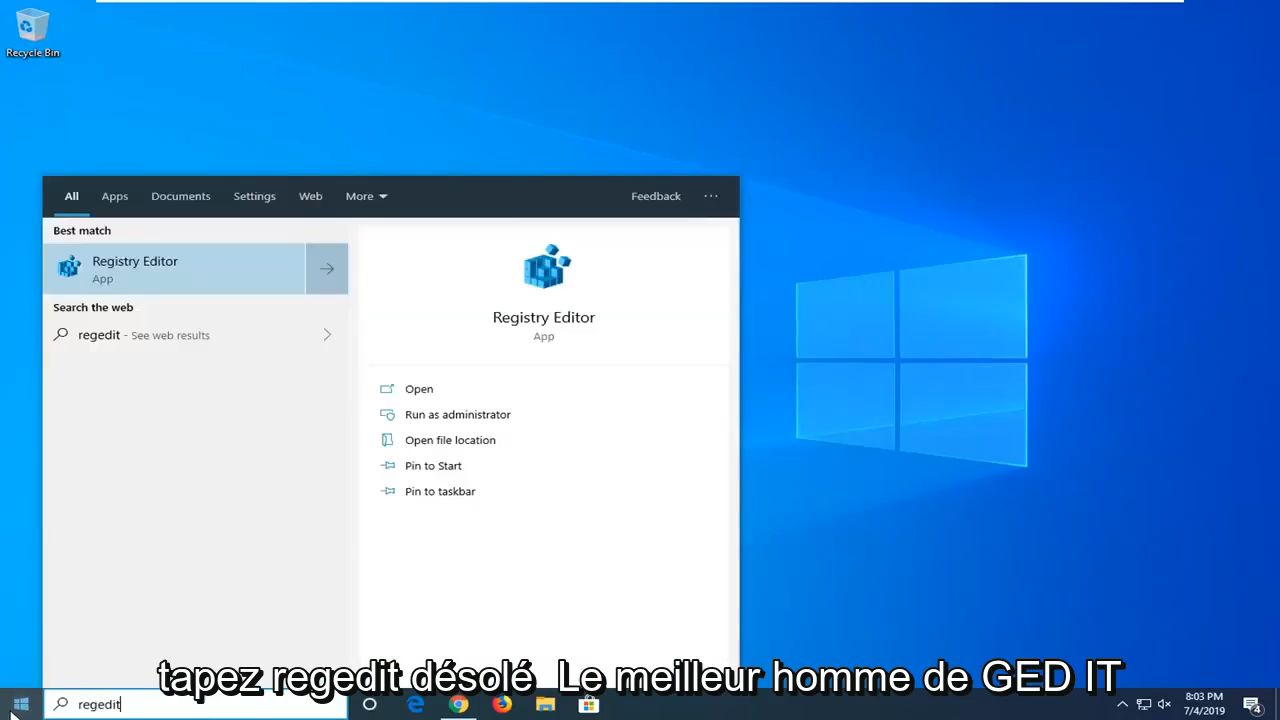 Recycle Bin
All Apps Documents Settings Web More Feedback ...
Best match
Registry Editor
App
Search the web
regedit - See web results
Registry Editor
App
Open
Run as administrator
Open file location
Pin to Start
Pin to taskbar
tapez regedit désolé Le meilleur homme de GED IT
regedit
8:03 PM
7/4/2019
4